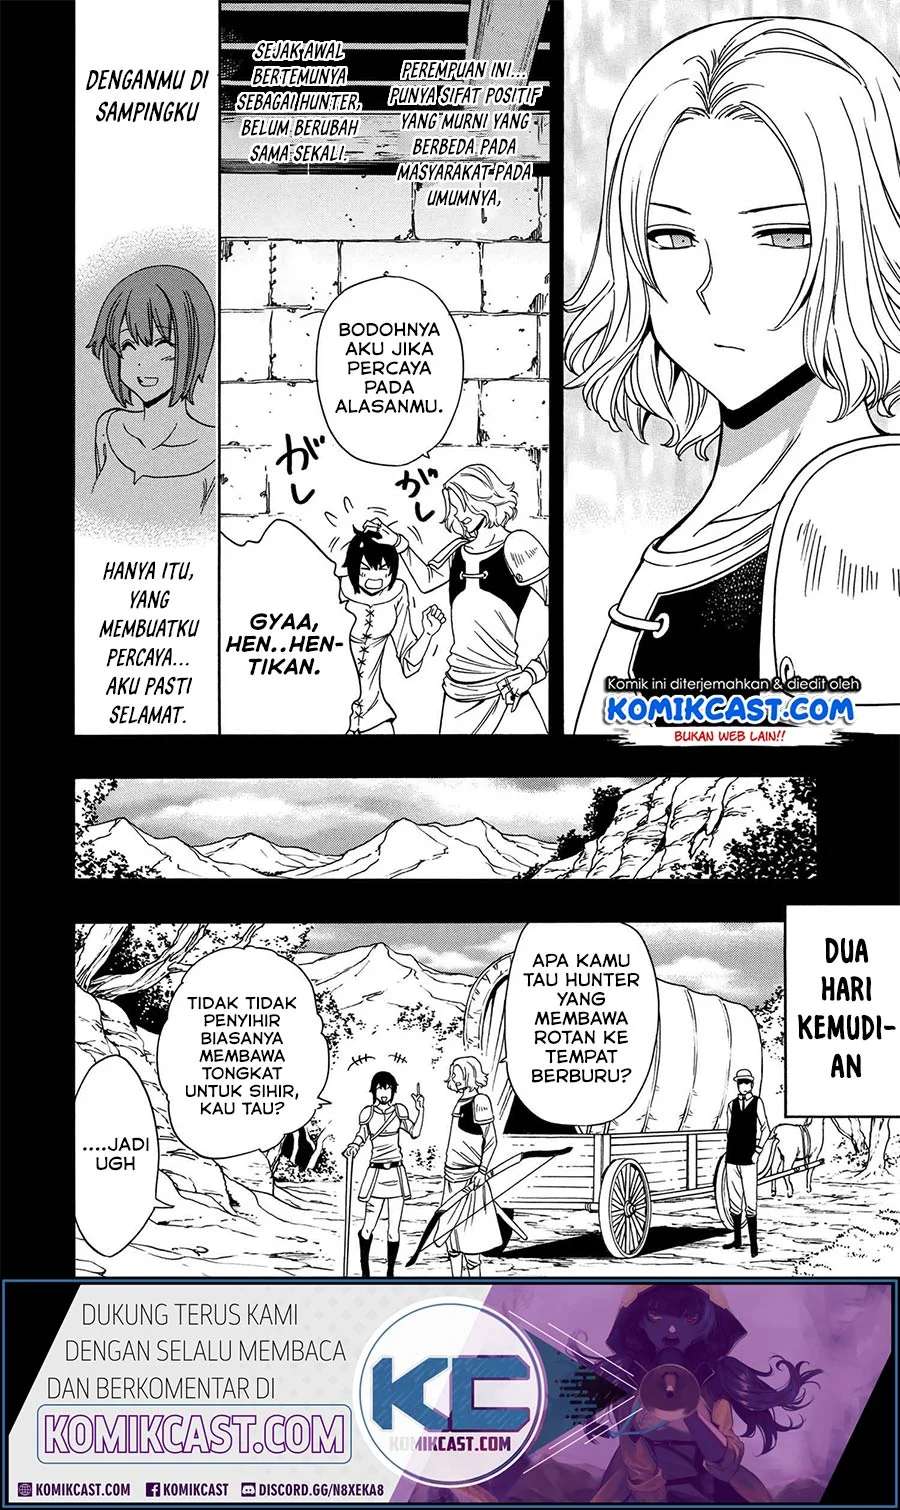 PEREMPUAN INI...
PUNYA SIFAT POSITIF
YANG MURNI YANG
BERBEDA PADA
MASYARAKAT PADA
UMUMNYA,
SEJAK AWAL
BERTEMUNYA
SEBAGAI HUNTER,
BELUM BERUBAH
SAMA SEKALI.
BODOHNYA
AKU JIKA
PERCAYA
PADA
ALASANMU.
がし
がし
GYAA,
HEN..HEN-
TIKAN.
DENGANMU DI
SAMPINGKU
HANYA ITU,
YANG
MEMBUATKU
PERCAYA...
AKU PASTI
SELAMAT.
Komik ini diterjemahkan & diedit oleh
KOMIKCAST.COM
BUKAN WEB LAIN!!
DUA
HARI
KEMUDI-
AN
APA KAMU
TAU HUNTER
YANG
MEMBAWA
ROTAN KE
TEMPAT
BERBURU?
TIDAK TIDAK
PENYIHIR
BIASANYA
MEMBAWA
TONGKAT
UNTUK SIHIR,
KAU TAU?
....JADI
UGH
DUKUNG TERUS KAMI
DENGAN SELALU MEMBACA
DAN BERKOMENTAR DI
KOMIKCAST.COM
KOMIKCAST.COM
KOMIKCAST
DISCORD.GG/N8XEKA8
KC
KOMIKCAST.COM